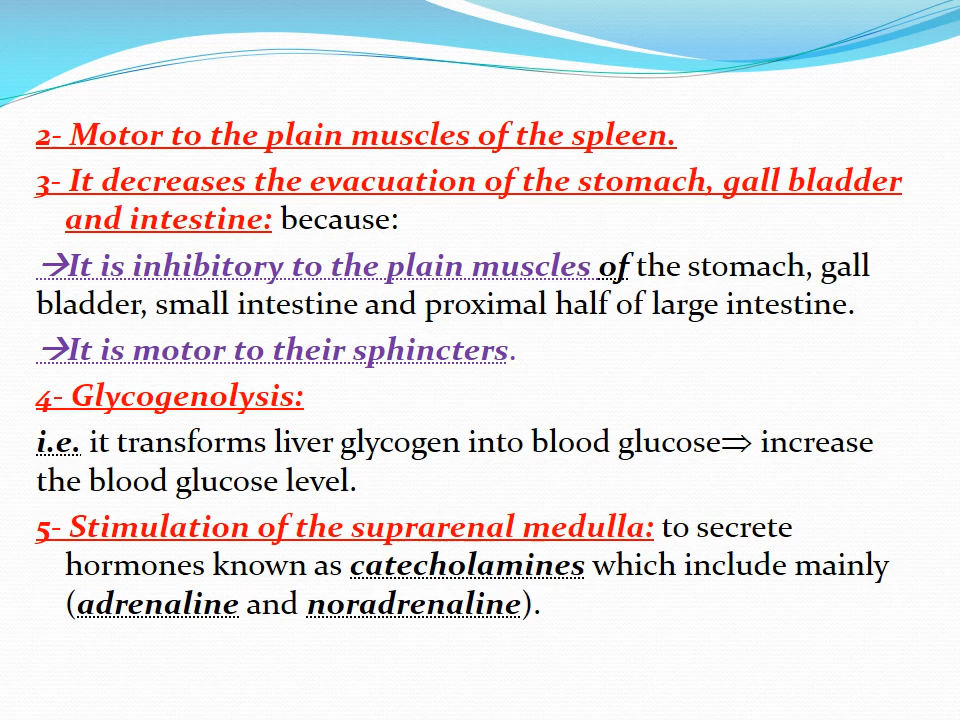 2- Motor to the plain muscles of the spleen.
3- It decreases the evacuation of the stomach, gall bladder
and intestine: because:
→It is inhibitory to the plain muscles of the stomach, gall
bladder, small intestine and proximal half of large intestine.
→It is motor to their sphincters.
4- Glycogenolysis:
i.e. it transforms liver glycogen into blood glucose⇒ increase
the blood glucose level.
5- Stimulation of the suprarenal medulla: to secrete
hormones known as catecholamines which include mainly
(adrenaline and noradrenaline).